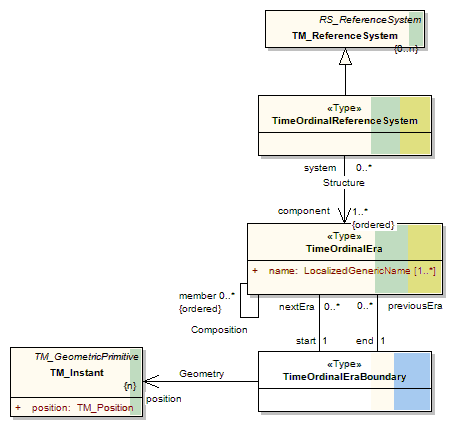 RS_ReferenceSystem
TM_ReferenceSystem
{0..n}
«Type»
TimeOrdinalReferenceSystem
system 0..*
Structure
component 1..*
{ordered}
«Type»
TimeOrdinalEra
+ name: LocalizedGenericName [1..*]
member 0..*
{ordered}
Composition
nextEra 0..* 0..* previousEra
start 1 end 1
TM_GeometricPrimitive
TM_Instant
{n}
+ position: TM_Position
Geometry
position
«Type»
TimeOrdinalEraBoundary